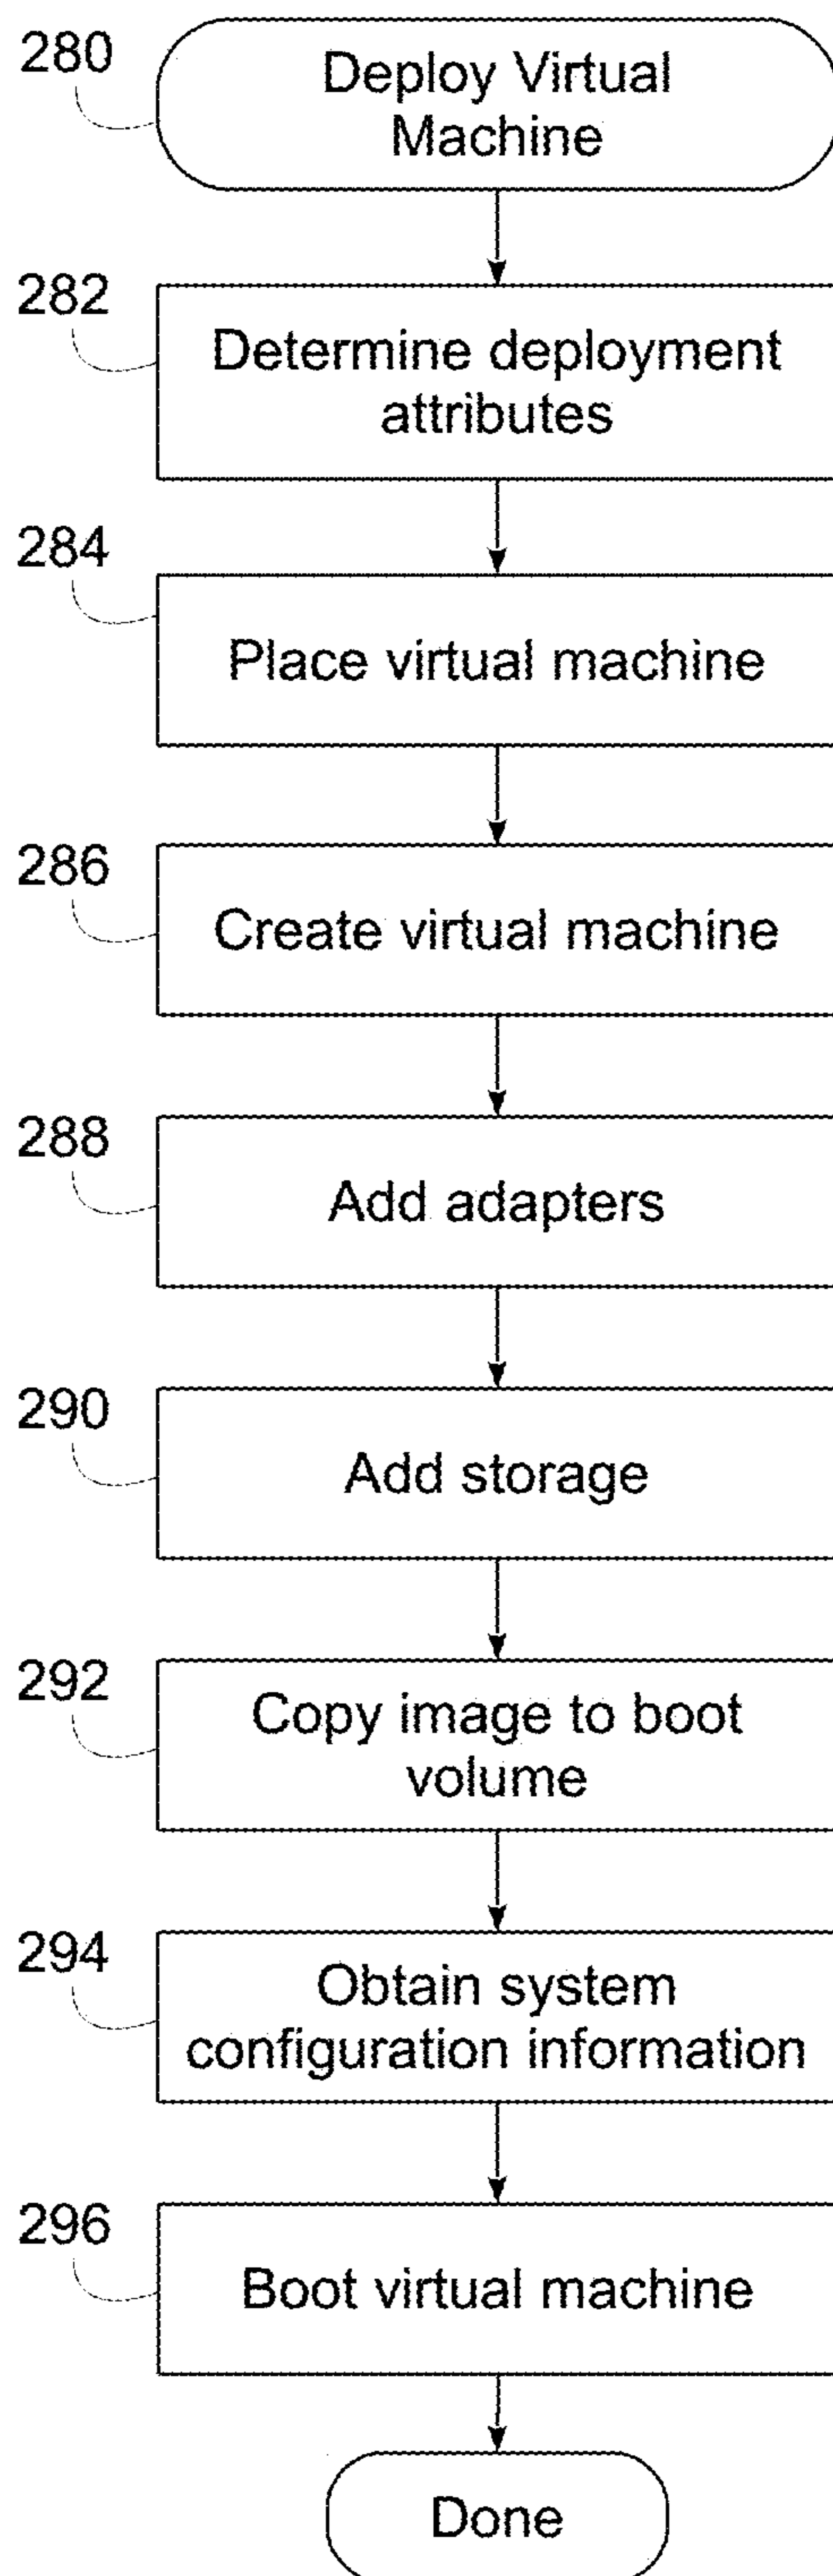 280
Deploy Virtual
Machine
282
Determine deployment
attributes
284
Place virtual machine
286
Create virtual machine
288
Add adapters
290
Add storage
292
Copy image to boot
volume
294
Obtain system
configuration information
296
Boot virtual machine
Done